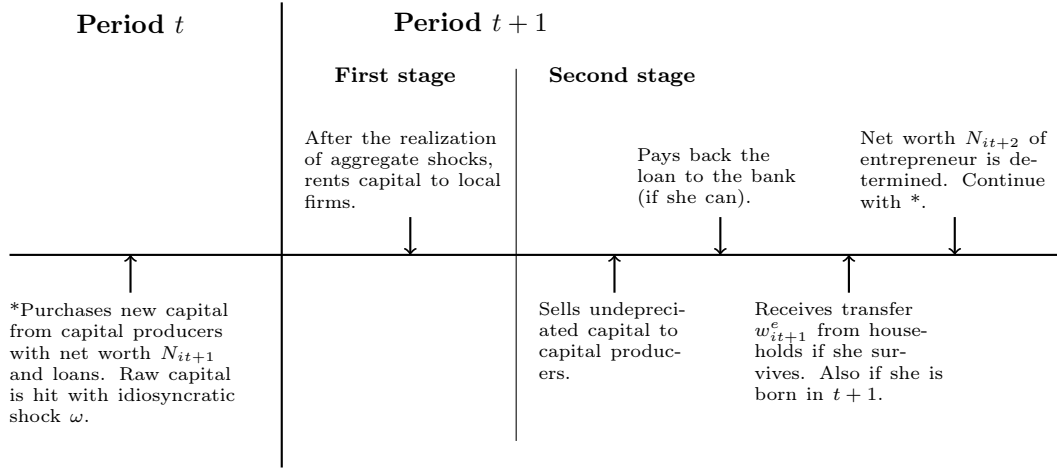 Period t
Period t + 1
First stage
Second stage
After the realization
of aggregate shocks,
rents capital to local
firms.
Pays back the
loan to the bank
(if she can).
Net worth N_{it+2} of
entrepreneur is de-
termined. Continue
with *.
*Purchases new capital
from capital producers
with net worth N_{it+1}
and loans. Raw capital
is hit with idiosyncratic
shock ω.
Sells undepreci-
ated capital to
capital produc-
ers.
Receives transfer
w^e_{it+1} from house-
holds if she sur-
vives. Also if she is
born in t + 1.